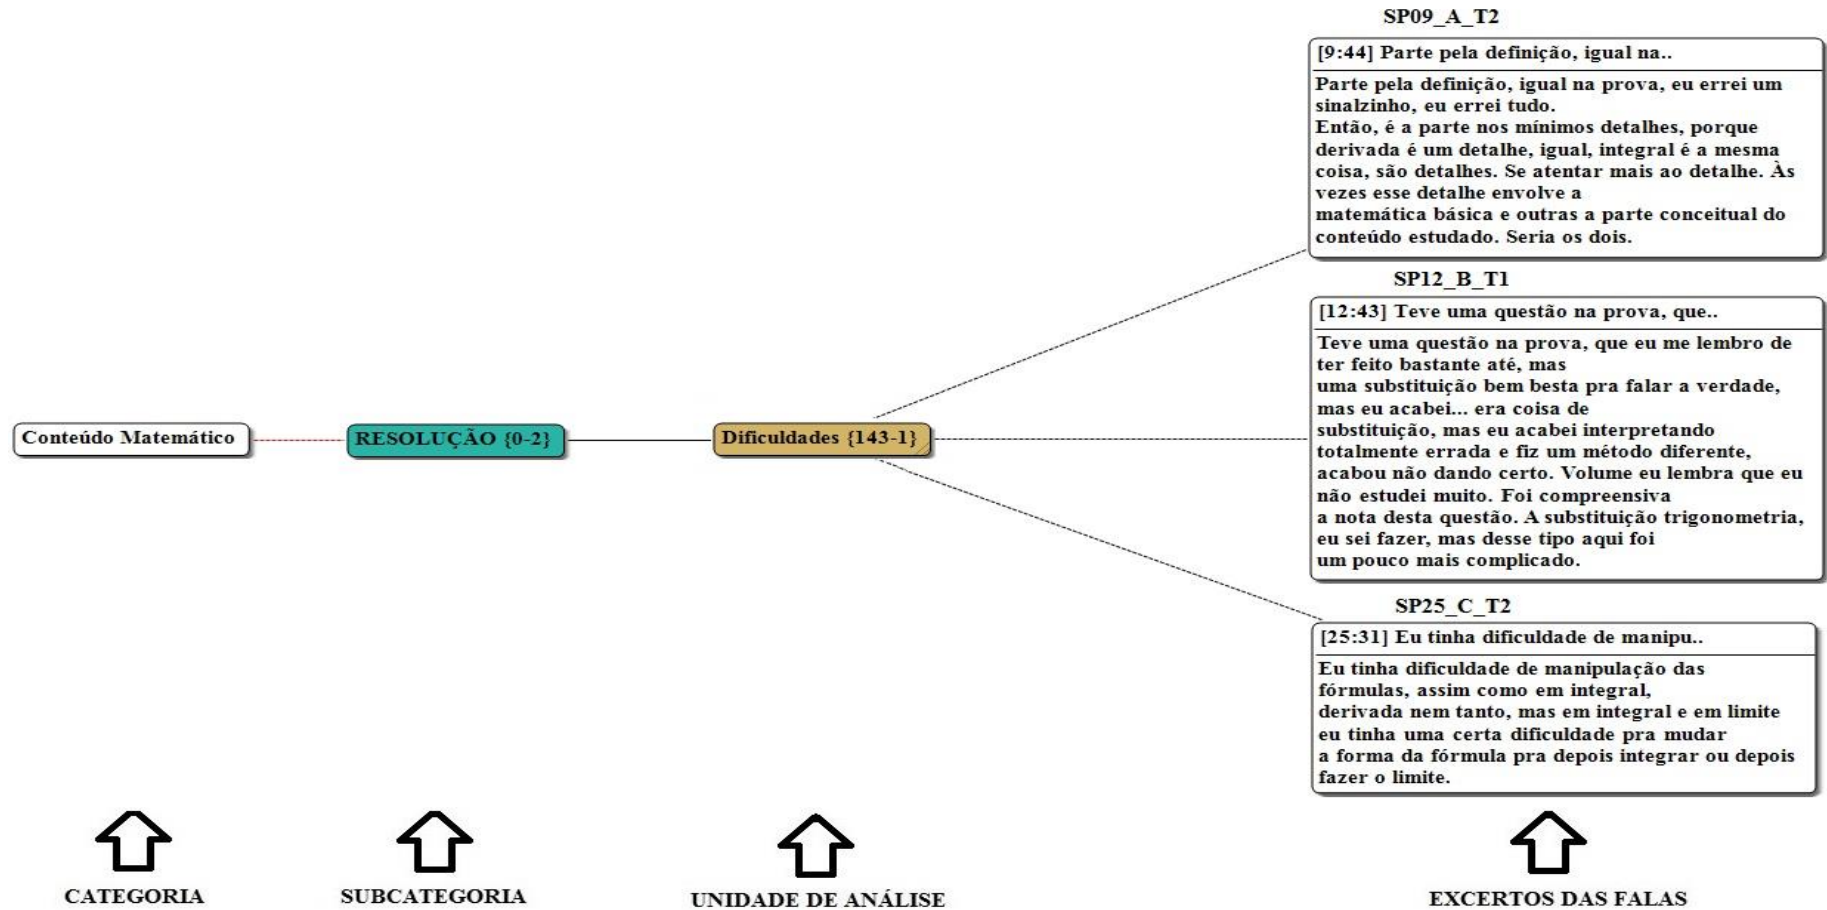 SP09_A_T2
[9:44] Parte pela definição, igual na..
Parte pela definição, igual na prova, eu errei um
sinalzinho, eu errei tudo.
Então, é a parte nos mínimos detalhes, porque
derivada é um detalhe, igual, integral é a mesma
coisa, são detalhes. Se atentar mais ao detalhe. Às
vezes esse detalhe envolve a
matemática básica e outras a parte conceitual do
conteúdo estudado. Seria os dois.
SP12_B_T1
[12:43] Teve uma questão na prova, que..
Teve uma questão na prova, que eu me lembro de
ter feito bastante até, mas
uma substituição bem besta pra falar a verdade,
mas eu acabei... era coisa de
substituição, mas eu acabei interpretando
totalmente errada e fiz um método diferente,
acabou não dando certo. Volume eu lembra que eu
não estudei muito. Foi compreensiva
a nota desta questão. A substituição trigonometria,
eu sei fazer, mas desse tipo aqui foi
um pouco mais complicado.
Conteúdo Matemático
RESOLUÇÃO {0-2}
Dificuldades {143-1}
SP25_C_T2
[25:31] Eu tinha dificuldade de manipu..
Eu tinha dificuldade de manipulação das
fórmulas, assim como em integral,
derivada nem tanto, mas em integral e em limite
eu tinha uma certa dificuldade pra mudar
a forma da fórmula pra depois integrar ou depois
fazer o limite.
CATEGORIA
SUBCATEGORIA
UNIDADE DE ANÁLISE
EXCERTOS DAS FALAS